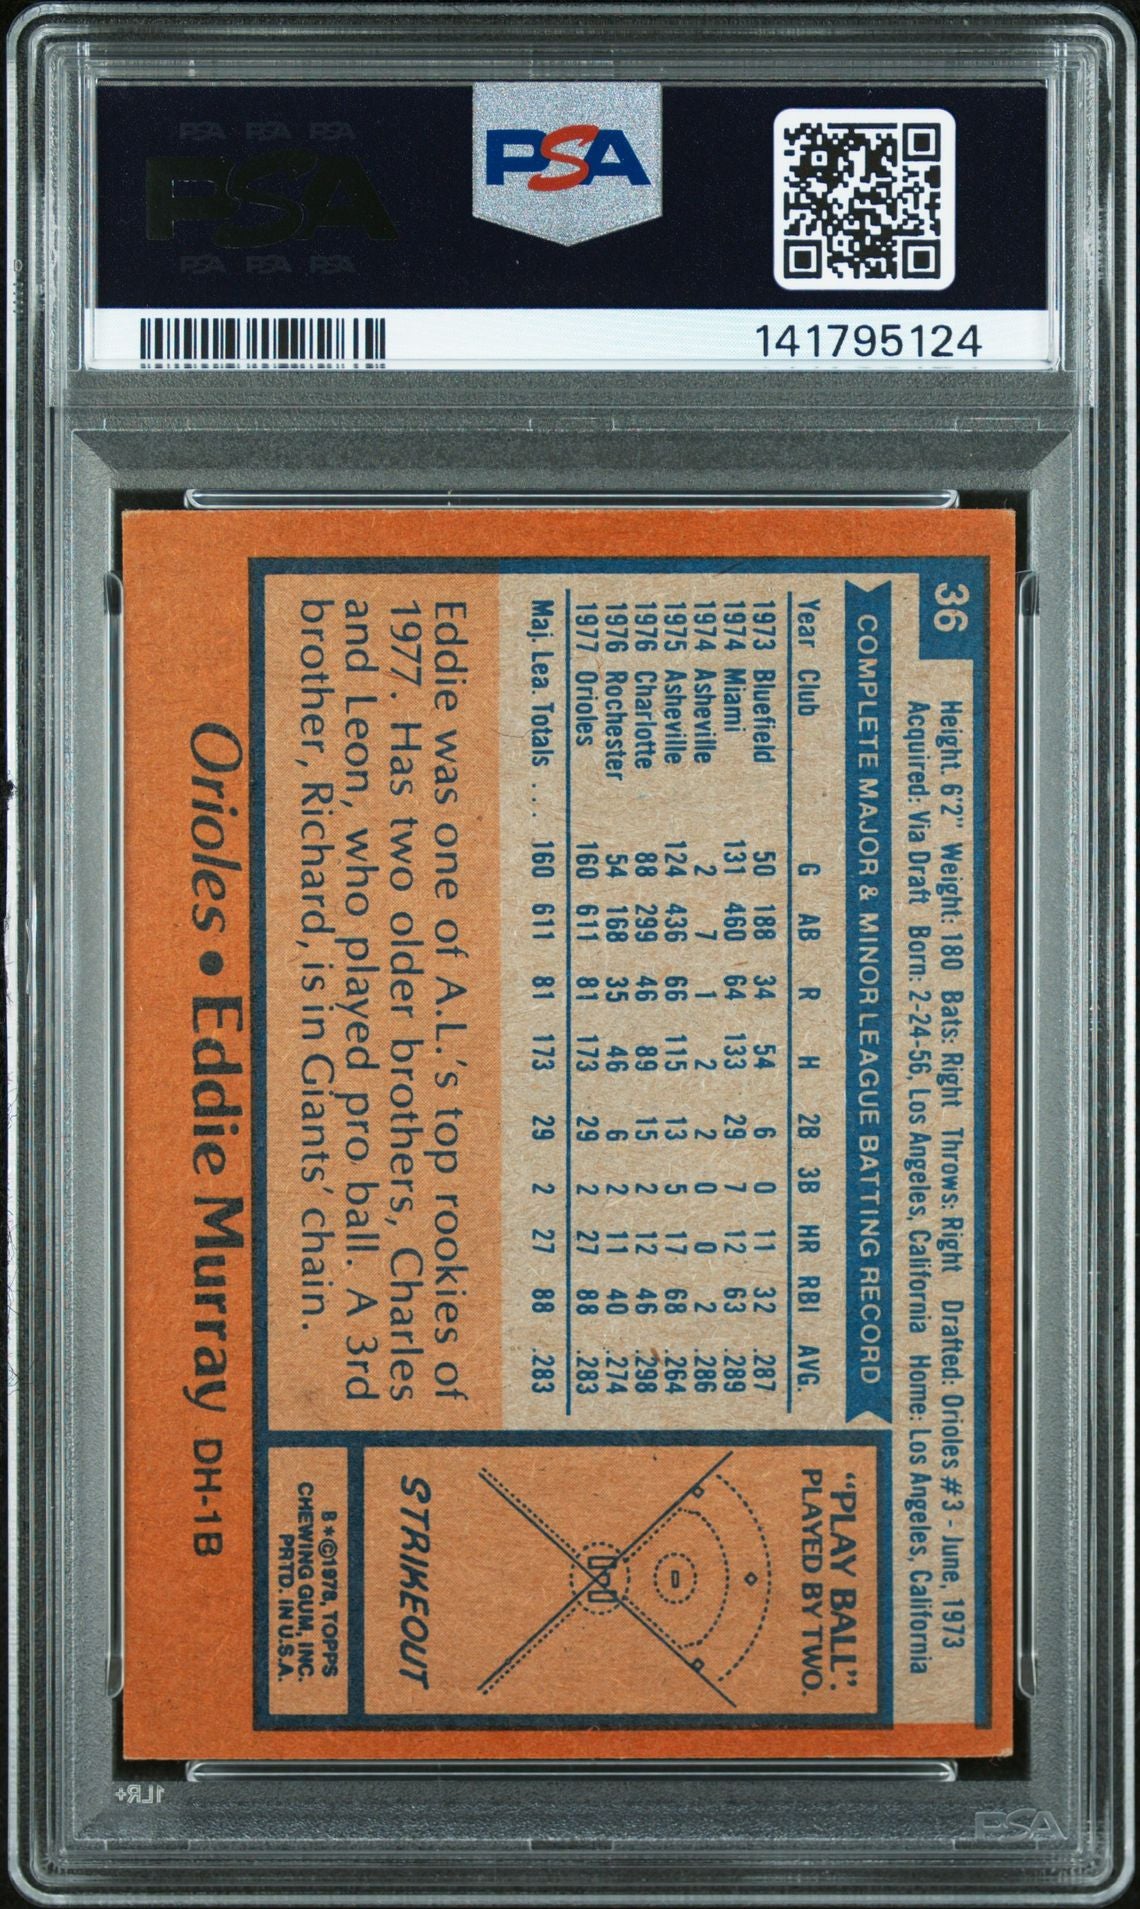 PSA PSA PSA
PSA
PSA PSA PSA
PSA
141795124
36
Height: 6'2" Weight: 180 Bats: Right Throws: Right Drafted: Orioles #3 - June, 1973
Acquired: Via Draft Born: 2-24-56, Los Angeles, California Home: Los Angeles, California
COMPLETE MAJOR & MINOR LEAGUE BATTING RECORD
Year Club G AB R H 2B 3B HR RBI AVG.
1973 Bluefield 50 188 34 54 6 0 11 32 .287
1974 Miami 131 460 64 133 29 7 12 63 .289
1974 Asheville 2 7 1 2 2 0 0 2 .286
1975 Asheville 124 436 66 115 13 5 17 68 .264
1976 Charlotte 88 299 46 89 15 2 12 46 .298
1976 Rochester 54 168 35 46 6 2 11 40 .274
1977 Orioles 160 611 81 173 29 2 27 88 .283
Maj. Lea. Totals ... 160 611 81 173 29 2 27 88 .283
Eddie was one of A.L.'s top rookies of
1977. Has two older brothers, Charles
and Leon, who played pro ball. A 3rd
brother, Richard, is in Giants' chain.
"PLAY BALL":
PLAYED BY TWO.
STRIKEOUT
B*©1978, TOPPS
CHEWING GUM, INC.
PRTD. IN U.S.A.
Orioles • Eddie Murray DH-1B
1LR+
PSA